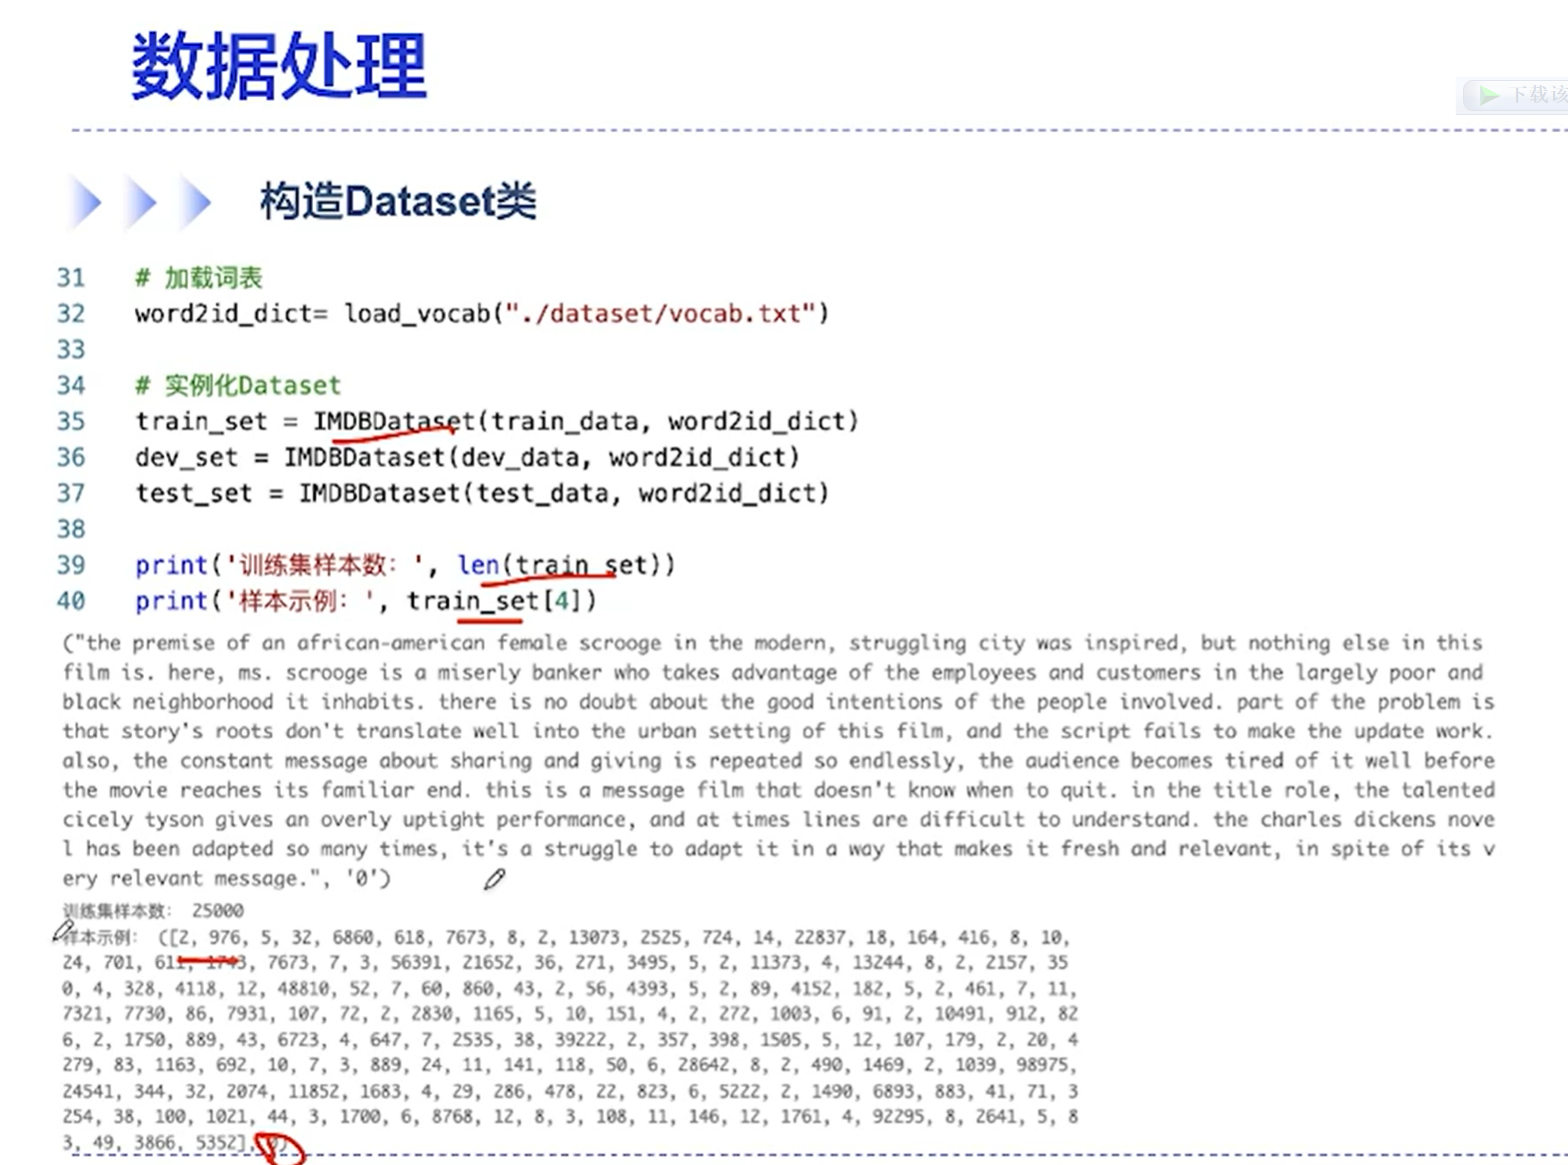 数据处理
下载该
构造Dataset类
31 # 加载词表
32 word2id_dict= load_vocab("./dataset/vocab.txt")
33
34 # 实例化Dataset
35 train_set = IMDBDataset(train_data, word2id_dict)
36 dev_set = IMDBDataset(dev_data, word2id_dict)
37 test_set = IMDBDataset(test_data, word2id_dict)
38
39 print('训练集样本数: ', len(train_set))
40 print('样本示例: ', train_set[4])
("the premise of an african-american female scrooge in the modern, struggling city was inspired, but nothing else in this
film is. here, ms. scrooge is a miserly banker who takes advantage of the employees and customers in the largely poor and
black neighborhood it inhabits. there is no doubt about the good intentions of the people involved. part of the problem is
that story's roots don't translate well into the urban setting of this film, and the script fails to make the update work.
also, the constant message about sharing and giving is repeated so endlessly, the audience becomes tired of it well before
the movie reaches its familiar end. this is a message film that doesn't know when to quit. in the title role, the talented
cicely tyson gives an overly uptight performance, and at times lines are difficult to understand. the charles dickens nove
l has been adapted so many times, it's a struggle to adapt it in a way that makes it fresh and relevant, in spite of its v
ery relevant message.", '0')
训练集样本数: 25000
样本示例: ([2, 976, 5, 32, 6860, 618, 7673, 8, 2, 13073, 2525, 724, 14, 22837, 18, 164, 416, 8, 10,
24, 701, 611, 1743, 7673, 7, 3, 56391, 21652, 36, 271, 3495, 5, 2, 11373, 4, 13244, 8, 2, 2157, 35
0, 4, 328, 4118, 12, 48810, 52, 7, 60, 860, 43, 2, 56, 4393, 5, 2, 89, 4152, 182, 5, 2, 461, 7, 11,
7321, 7730, 86, 7931, 107, 72, 2, 2830, 1165, 5, 10, 151, 4, 2, 272, 1003, 6, 91, 2, 10491, 912, 82
6, 2, 1750, 889, 43, 6723, 4, 647, 7, 2535, 38, 39222, 2, 357, 398, 1505, 5, 12, 107, 179, 2, 20, 4
279, 83, 1163, 692, 10, 7, 3, 889, 24, 11, 141, 118, 50, 6, 28642, 8, 2, 490, 1469, 2, 1039, 98975,
24541, 344, 32, 2074, 11852, 1683, 4, 29, 286, 478, 22, 823, 6, 5222, 2, 1490, 6893, 883, 41, 71, 3
254, 38, 100, 1021, 44, 3, 1700, 6, 8768, 12, 8, 3, 108, 11, 146, 12, 1761, 4, 92295, 8, 2641, 5, 8
3, 49, 3866, 5352], 0)